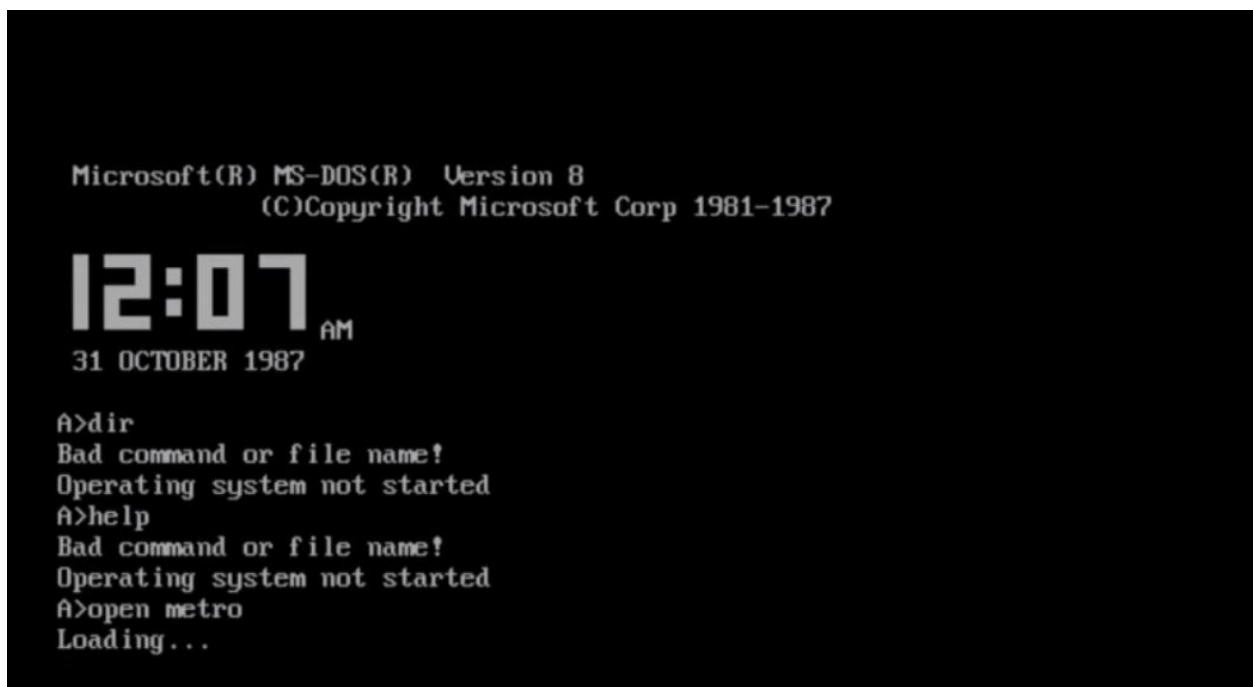 Microsoft(R) MS-DOS(R) Version 8
(C)Copyright Microsoft Corp 1981-1987
12:07 AM
31 OCTOBER 1987
A>dir
Bad command or file name!
Operating system not started
A>help
Bad command or file name!
Operating system not started
A>open metro
Loading...